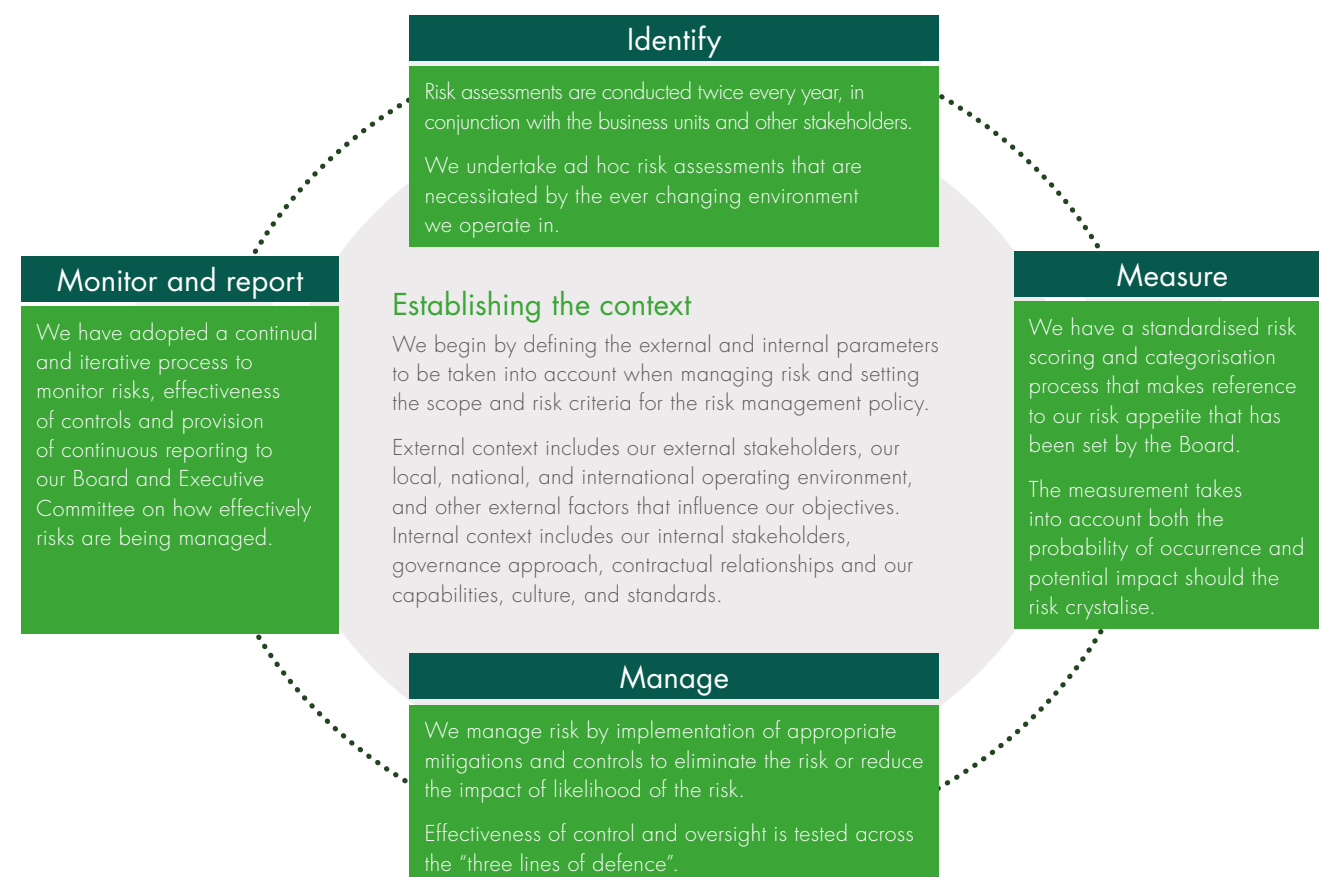 Identify
Risk assessments are conducted twice every year, in
conjunction with the business units and other stakeholders.
We undertake ad hoc risk assessments that are
necessitated by the ever changing environment
we operate in.
Measure
We have a standardised risk
scoring and categorisation
process that makes reference
to our risk appetite that has
been set by the Board.
The measurement takes
into account both the
probability of occurrence and
potential impact should the
risk crystalise.
Manage
We manage risk by implementation of appropriate
mitigations and controls to eliminate the risk or reduce
the impact of likelihood of the risk.
Effectiveness of control and oversight is tested across
the “three lines of defence”.
Monitor and report
We have adopted a continual
and iterative process to
monitor risks, effectiveness
of controls and provision
of continuous reporting to
our Board and Executive
Committee on how effectively
risks are being managed.
Establishing the context
We begin by defining the external and internal parameters
to be taken into account when managing risk and setting
the scope and risk criteria for the risk management policy.
External context includes our external stakeholders, our
local, national, and international operating environment,
and other external factors that influence our objectives.
Internal context includes our internal stakeholders,
governance approach, contractual relationships and our
capabilities, culture, and standards.